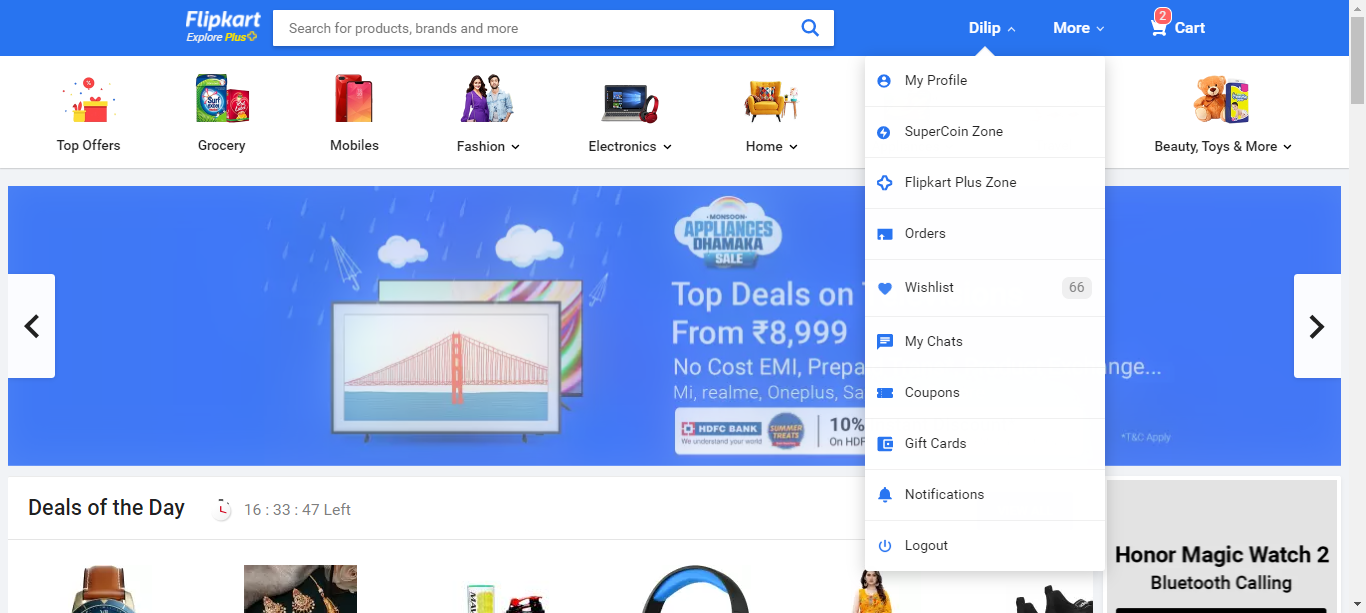 Flipkart
Explore Plus
Search for products, brands and more
Dilip
More
2
Cart
Top Offers
Grocery
Mobiles
Fashion
Electronics
Home
Beauty, Toys & More
My Profile
SuperCoin Zone
Flipkart Plus Zone
Orders
Wishlist 66
My Chats
Coupons
Gift Cards
Notifications
Logout
Surf excel
MONSOON
APPLIANCES
DHAMAKA
SALE
Top Deals on
From ₹8,999
No Cost EMI, Prepa
nge...
Mi, realme, Oneplus, Sa
HDFC BANK
We understand your world
SUMMER
TREATS
10%
On HDF
*T&C Apply
Deals of the Day
16 : 33 : 47 Left
Honor Magic Watch 2
Bluetooth Calling